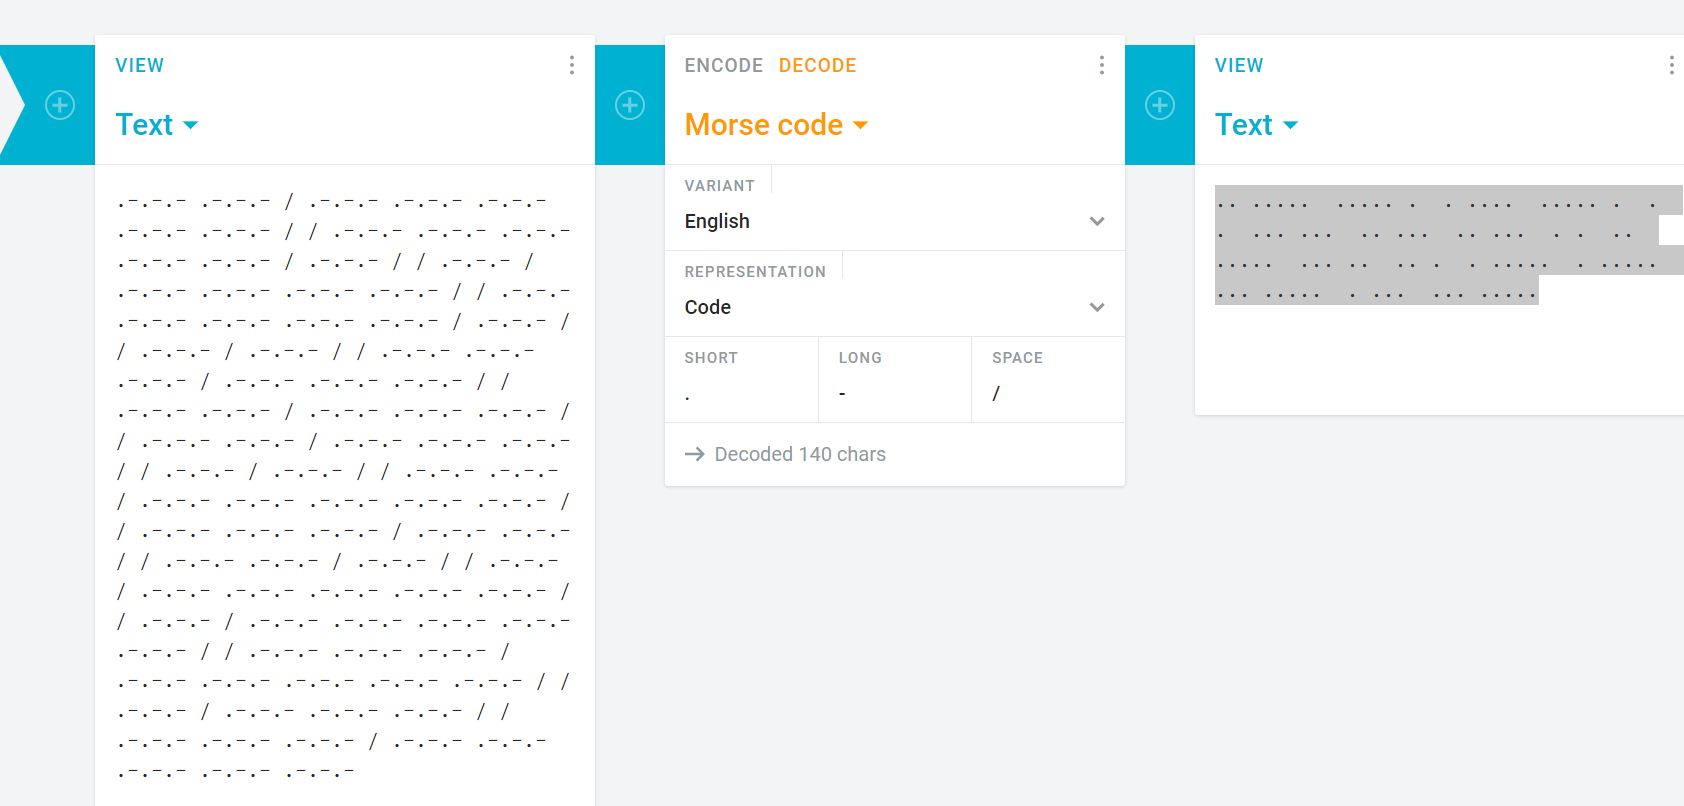 VIEW
Text
.-.-.- .-.-.- / .-.-.- .-.-.- .-.-.-
.-.-.- .-.-.- / / .-.-.- .-.-.- .-.-.-
.-.-.- .-.-.- / .-.-.- / / .-.-.- /
.-.-.- .-.-.- .-.-.- .-.-.- / / .-.-.-
.-.-.- .-.-.- .-.-.- .-.-.- / .-.-.- /
/ .-.-.- / .-.-.- / / .-.-.- .-.-.-
.-.-.- / .-.-.- .-.-.- .-.-.- / /
.-.-.- .-.-.- / .-.-.- .-.-.- .-.-.- /
/ .-.-.- .-.-.- / .-.-.- .-.-.- .-.-.-
/ / .-.-.- / .-.-.- / / .-.-.- .-.-.-
/ .-.-.- .-.-.- .-.-.- .-.-.- .-.-.- /
/ .-.-.- .-.-.- .-.-.- / .-.-.- .-.-.-
/ / .-.-.- .-.-.- / .-.-.- / / .-.-.-
/ .-.-.- .-.-.- .-.-.- .-.-.- .-.-.- /
/ .-.-.- / .-.-.- .-.-.- .-.-.- .-.-.-
.-.-.- / / .-.-.- .-.-.- .-.-.- /
.-.-.- .-.-.- .-.-.- .-.-.- .-.-.- / /
.-.-.- / .-.-.- .-.-.- .-.-.- / /
.-.-.- .-.-.- .-.-.- / .-.-.- .-.-.-
.-.-.- .-.-.- .-.-.-
ENCODE DECODE
Morse code
VARIANT
English
REPRESENTATION
Code
SHORT LONG SPACE
. - /
→ Decoded 140 chars
VIEW
Text
.. .....  ..... .  . ....  ..... .  .
.  ... ...  .. ...  .. ...  . .  ..
.....  ... ..  .. .  . .....  . .....
... .....  . ...  ... .....